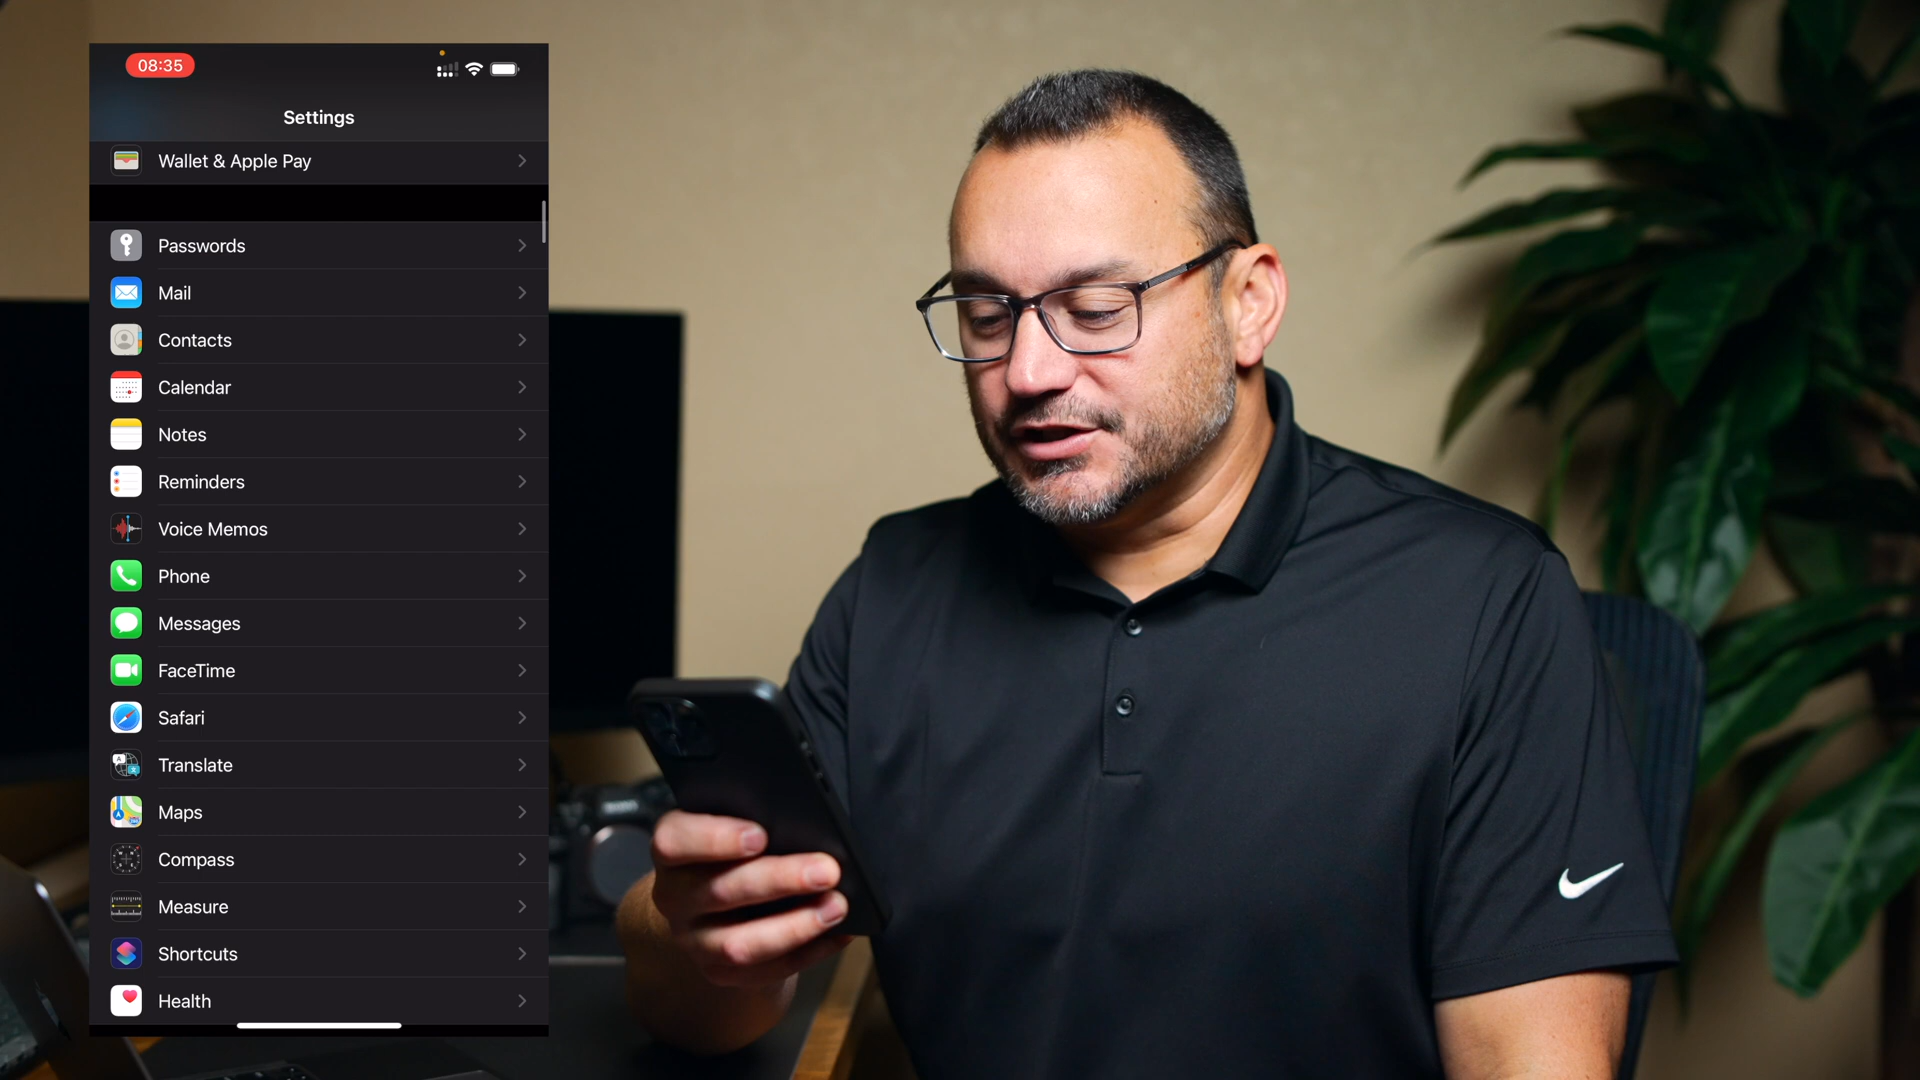 08:35
Settings
Wallet & Apple Pay
Passwords
Mail
Contacts
Calendar
Notes
Reminders
Voice Memos
Phone
Messages
FaceTime
Safari
Translate
Maps
Compass
Measure
Shortcuts
Health